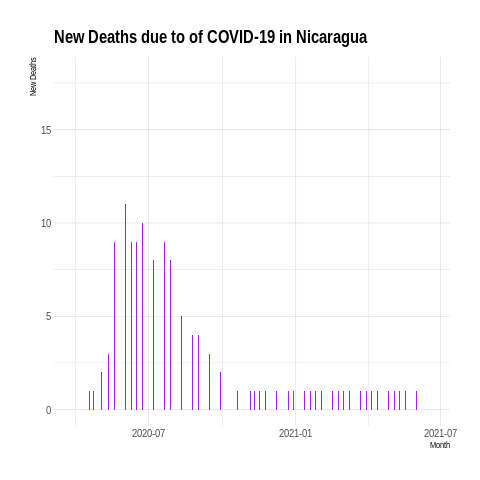 New Deaths due to of COVID-19 in Nicaragua
New Deaths
15
10
5
0
2020-07
2021-01
2021-07
Month